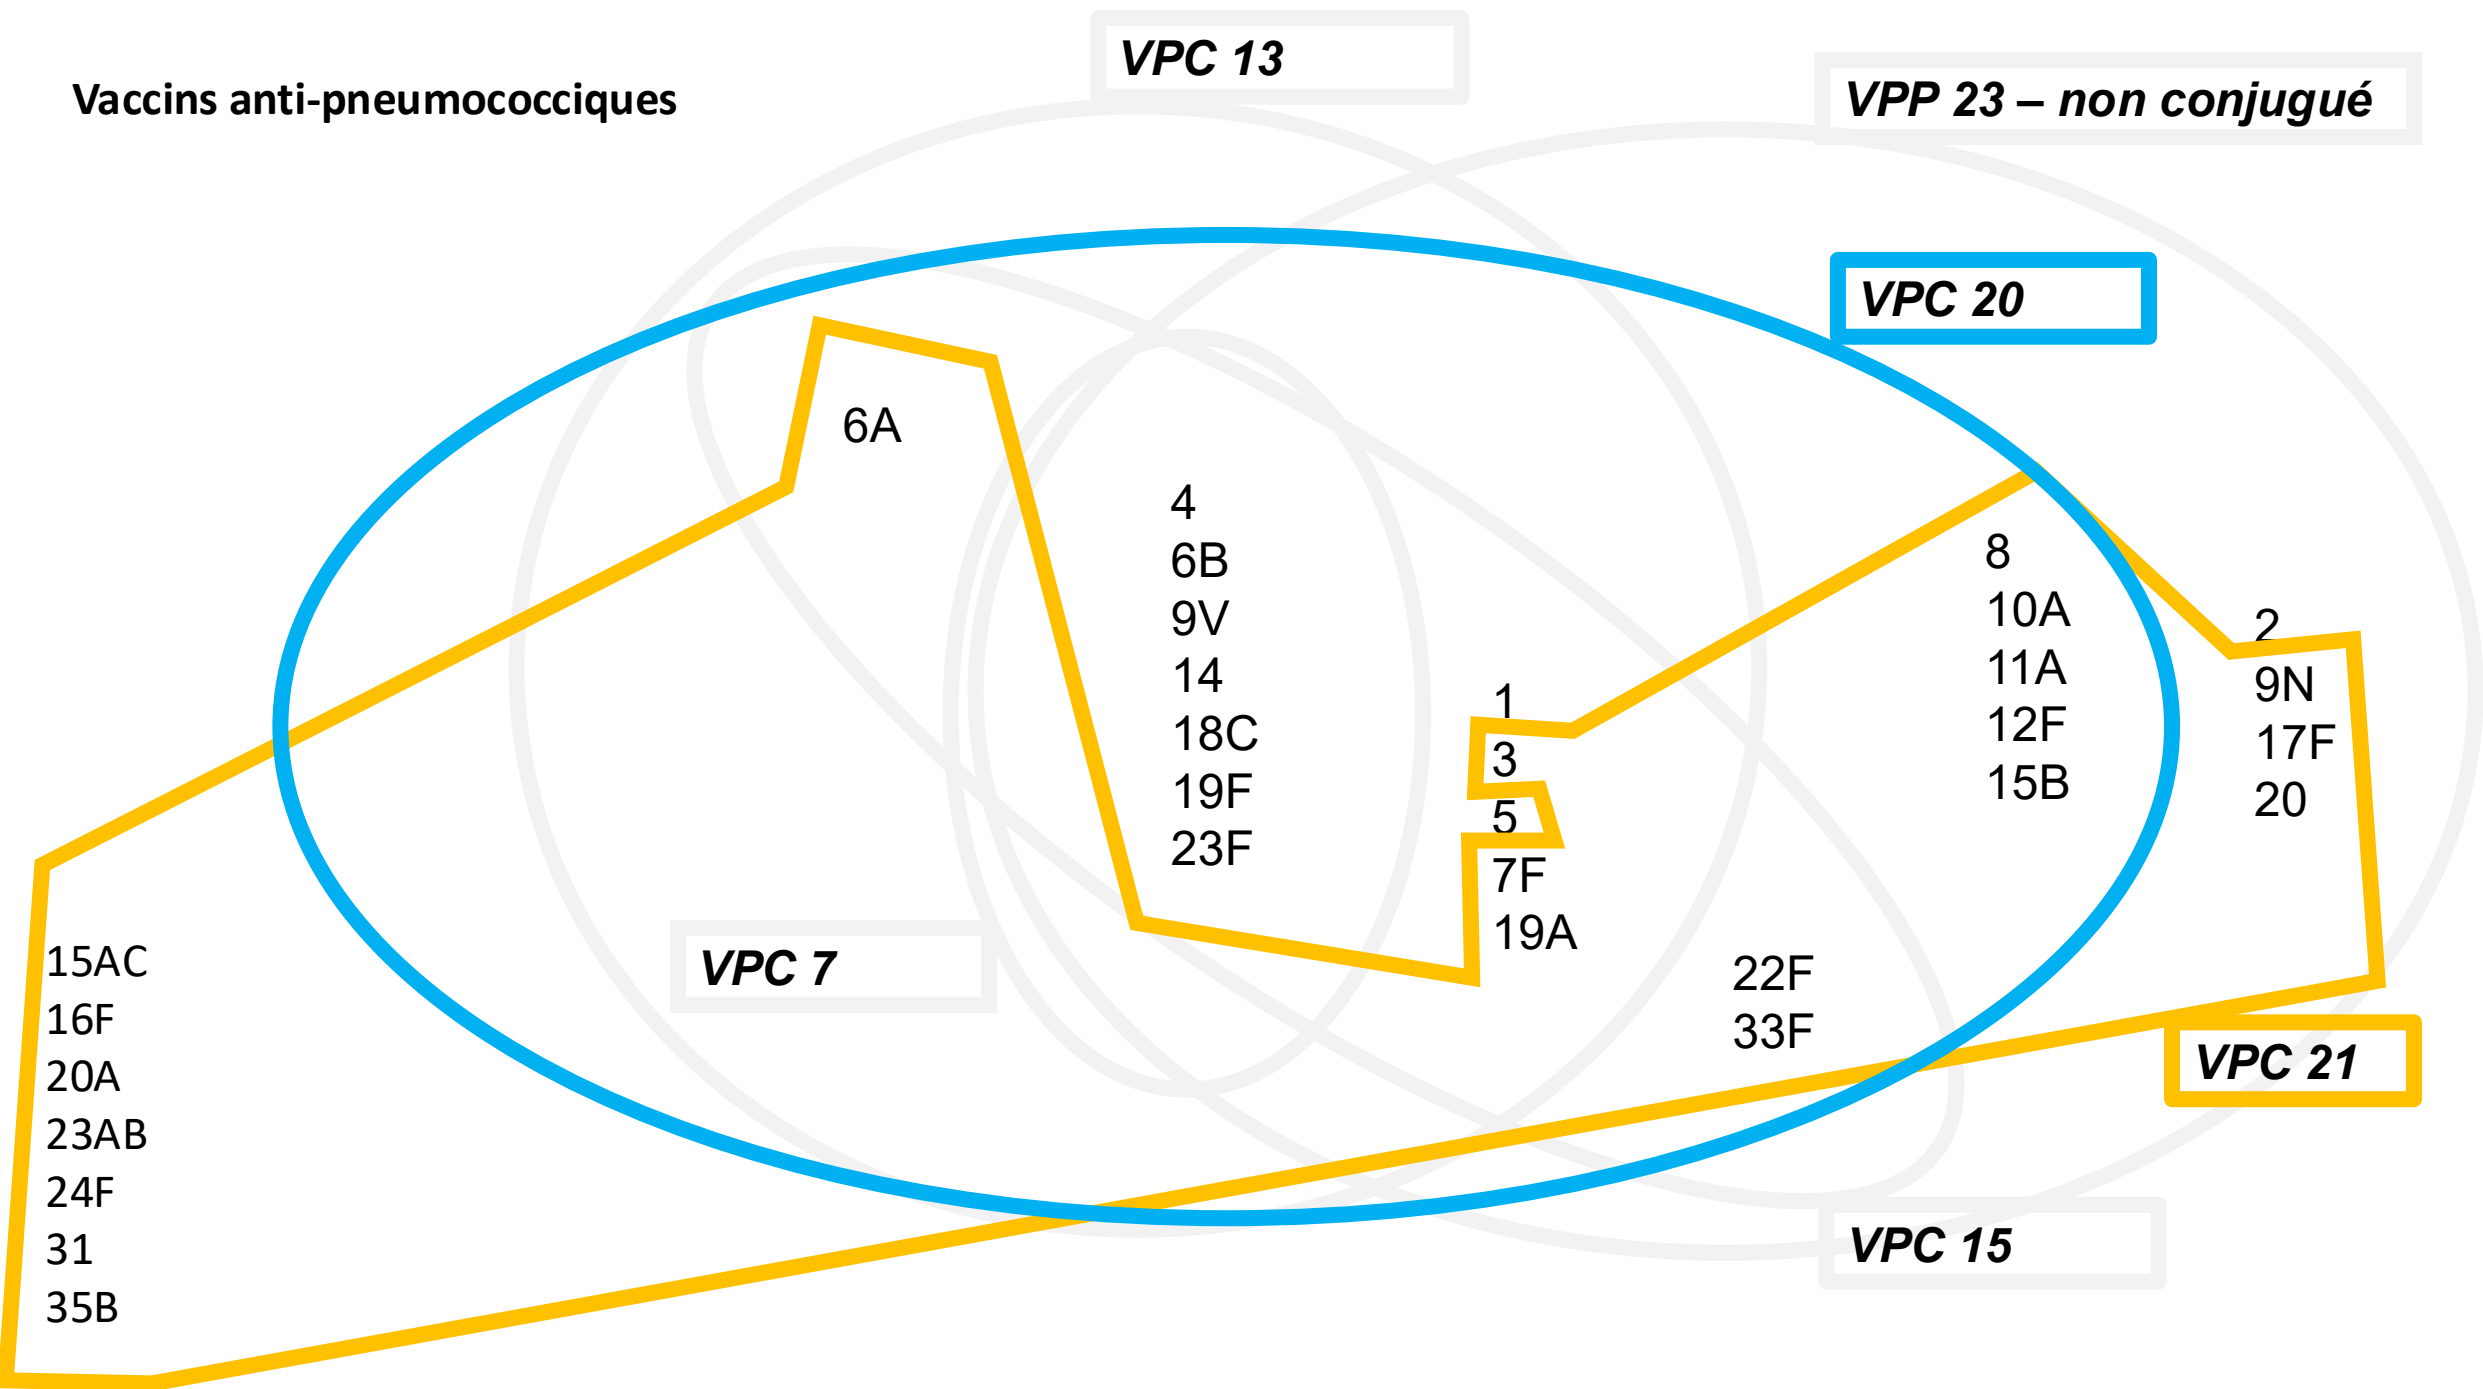 VPC 13
Vaccins anti-pneumococciques
VPP 23 – non conjugué
VPC 20
6A
4
6B
9V
14
18C
19F
23F
1
3
5
7F
19A
8
10A
11A
12F
15B
2
9N
17F
20
22F
33F
VPC 7
15AC
16F
20A
23AB
24F
31
35B
VPC 21
VPC 15